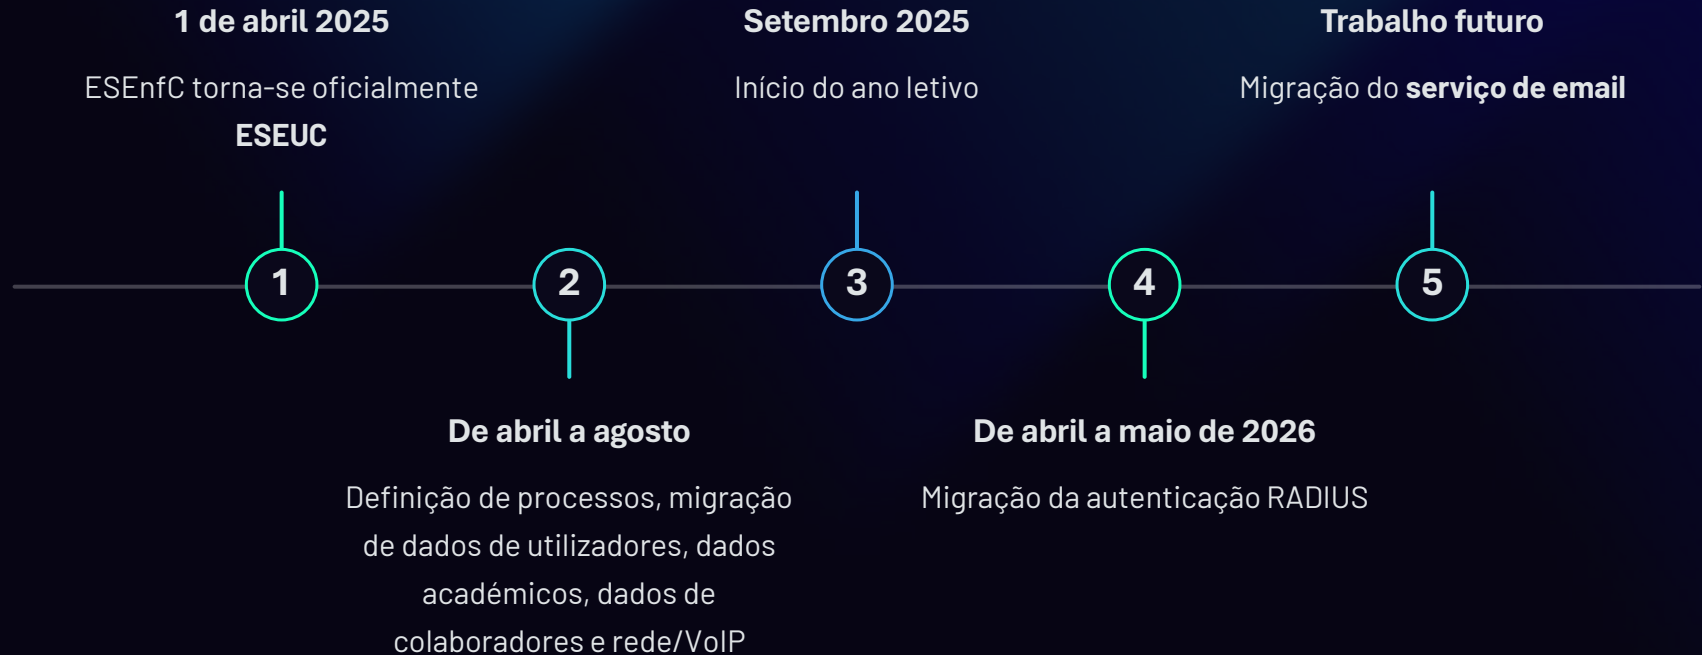 1 de abril 2025
ESEnfC torna-se oficialmente
ESEUC
Setembro 2025
Início do ano letivo
Trabalho futuro
Migração do serviço de email
1
2
3
4
5
De abril a agosto
Definição de processos, migração
de dados de utilizadores, dados
académicos, dados de
colaboradores e rede/VoIP
De abril a maio de 2026
Migração da autenticação RADIUS